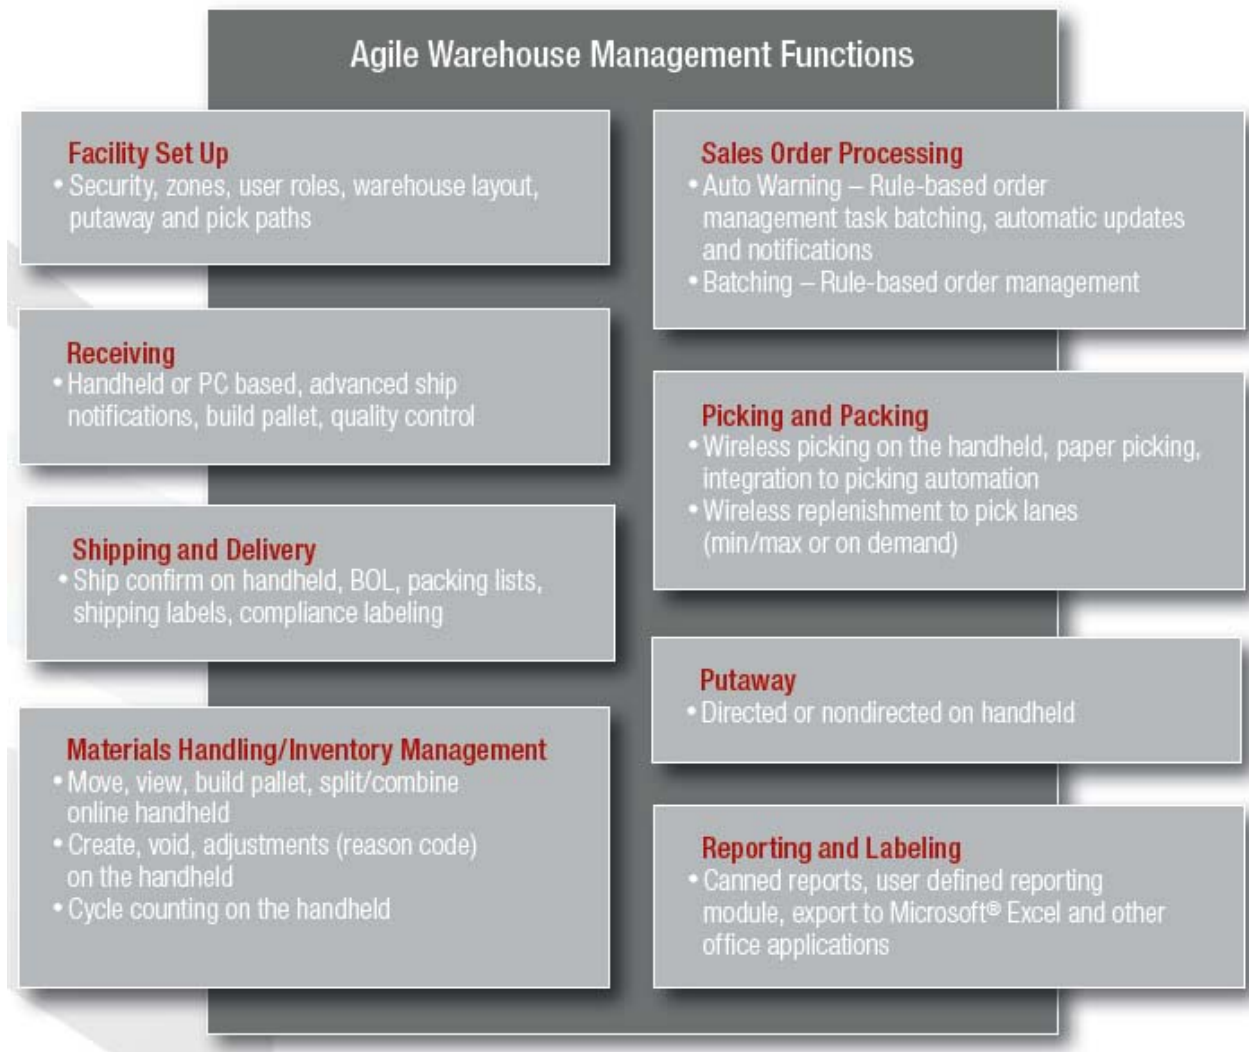 Agile Warehouse Management Functions
Facility Set Up
• Security, zones, user roles, warehouse layout,
putaway and pick paths
Receiving
• Handheld or PC based, advanced ship
notifications, build pallet, quality control
Shipping and Delivery
• Ship confirm on handheld, BOL, packing lists,
shipping labels, compliance labeling
Materials Handling/Inventory Management
• Move, view, build pallet, split/combine
online handheld
• Create, void, adjustments (reason code)
on the handheld
• Cycle counting on the handheld
Sales Order Processing
• Auto Warning – Rule-based order
management task batching, automatic updates
and notifications
• Batching – Rule-based order management
Picking and Packing
• Wireless picking on the handheld, paper picking,
integration to picking automation
• Wireless replenishment to pick lanes
(min/max or on demand)
Putaway
• Directed or nondirected on handheld
Reporting and Labeling
• Canned reports, user defined reporting
module, export to Microsoft® Excel and other
office applications